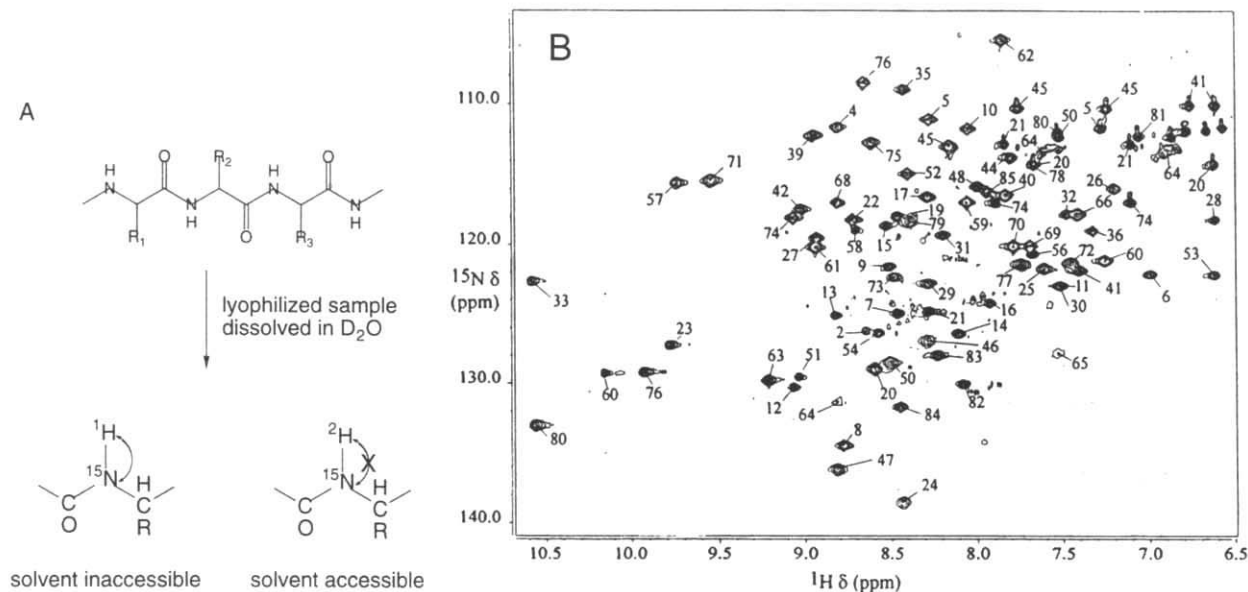 A
H
N
O
R2
H
N
O
R1
N
H
O
R3
N
H
lyophilized sample
dissolved in D2O
1H
15N
H
C
C
O
R
2H
X
15N
H
C
C
O
R
solvent inaccessible
solvent accessible
B
110.0
120.0
15N δ
(ppm)
130.0
140.0
62
76 35 45 45 41
4 5 10 5 80 50 81
39 75 45 21 64 21 64
71 52 44 20 20
57 48 85 40 78 26
42 68 22 17 32 66 74 28
74 58 15 19 79 59 74 70 69 36
27 61 31 56 72 60 53
9 77 25 11 41 6
33 73 29 30
13 7 21 16
23 2 54 14
63 51 46 65
60 76 12 20 50 83
64 82
80 84
8
47
24
10.5 10.0 9.5 9.0 8.5 8.0 7.5 7.0 6.5
1H δ (ppm)